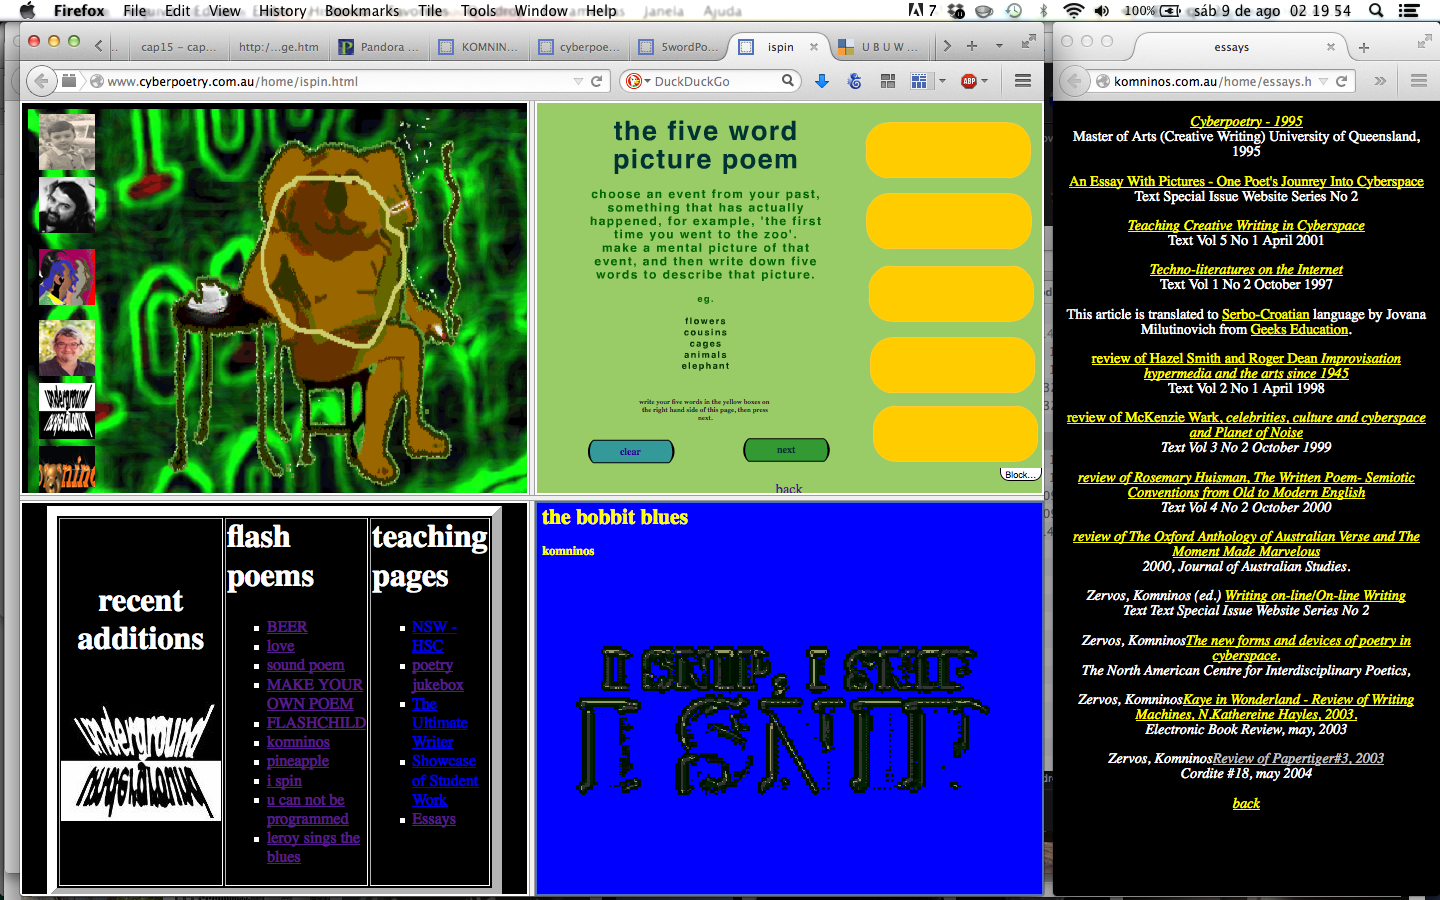 Firefox File Edit View History Bookmarks Tile Tools Window Help Janela Ajuda 7 100% sáb 9 de ago 02 19 54
cap15 – cap...
http:/...ge.htm
Pandora ...
KOMNIN...
cyberpoe...
5wordPo...
ispin
U B U W ...
essays
www.cyberpoetry.com.au/home/ispin.html
DuckDuckGo
ABP
komninos.com.au/home/essays.h
the five word
picture poem
choose an event from your past,
something that has actually
happened, for example, 'the first
time you went to the zoo'.
make a mental picture of that
event, and then write down five
words to describe that picture.
eg.
flowers
cousins
cages
animals
elephant
write your five words in the yellow boxes on
the right hand side of this page, then press
next.
clear
next
back
Block...
underground
recent
additions
underground
flash
poems
BEER
love
sound poem
MAKE YOUR
OWN POEM
FLASHCHILD
komninos
pineapple
i spin
u can not be
programmed
leroy sings the
blues
teaching
pages
NSW -
HSC
poetry
jukebox
The
Ultimate
Writer
Showcase
of Student
Work
Essays
the bobbit blues
komninos
I SNIP, I SNIP
I SNIP
Cyberpoetry - 1995
Master of Arts (Creative Writing) University of Queensland,
1995
An Essay With Pictures - One Poet's Jounrey Into Cyberspace
Text Special Issue Website Series No 2
Teaching Creative Writing in Cyberspace
Text Vol 5 No 1 April 2001
Techno-literatures on the Internet
Text Vol 1 No 2 October 1997
This article is translated to Serbo-Croatian language by Jovana
Milutinovich from Geeks Education.
review of Hazel Smith and Roger Dean Improvisation
hypermedia and the arts since 1945
Text Vol 2 No 1 April 1998
review of McKenzie Wark, celebrities, culture and cyberspace
and Planet of Noise
Text Vol 3 No 2 October 1999
review of Rosemary Huisman, The Written Poem- Semiotic
Conventions from Old to Modern English
Text Vol 4 No 2 October 2000
review of The Oxford Anthology of Australian Verse and The
Moment Made Marvelous
2000, Journal of Australian Studies.
Zervos, Komninos (ed.) Writing on-line/On-line Writing
Text Text Special Issue Website Series No 2
Zervos, KomninosThe new forms and devices of poetry in
cyberspace.
The North American Centre for Interdisciplinary Poetics,
Zervos, KomninosKaye in Wonderland - Review of Writing
Machines, N.Kathereine Hayles, 2003.
Electronic Book Review, may, 2003
Zervos, KomninosReview of Papertiger#3, 2003
Cordite #18, may 2004
back